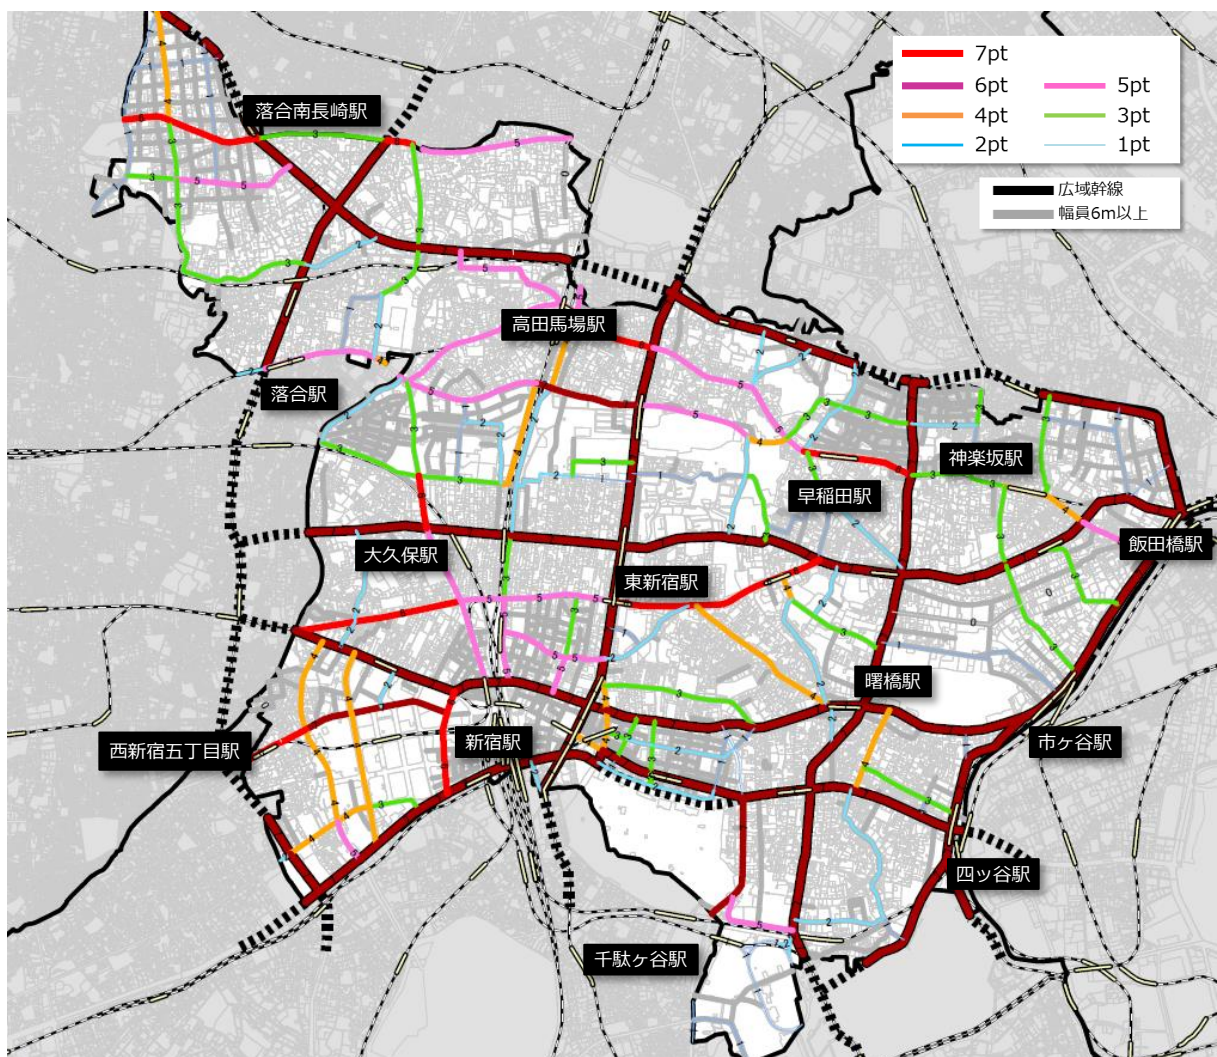 7pt
6pt
5pt
4pt
3pt
2pt
1pt
広域幹線
幅員6m以上
落合南長崎駅
高田馬場駅
落合駅
神楽坂駅
早稲田駅
飯田橋駅
大久保駅
東新宿駅
曙橋駅
西新宿五丁目駅
新宿駅
市ヶ谷駅
四ッ谷駅
千駄ヶ谷駅